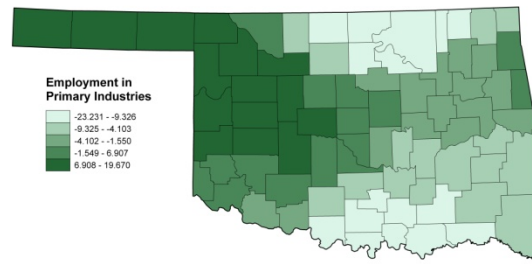 Employment in
Primary Industries
-23.231 - -9.326
-9.325 - -4.103
-4.102 - -1.550
-1.549 - 6.907
6.908 - 19.670